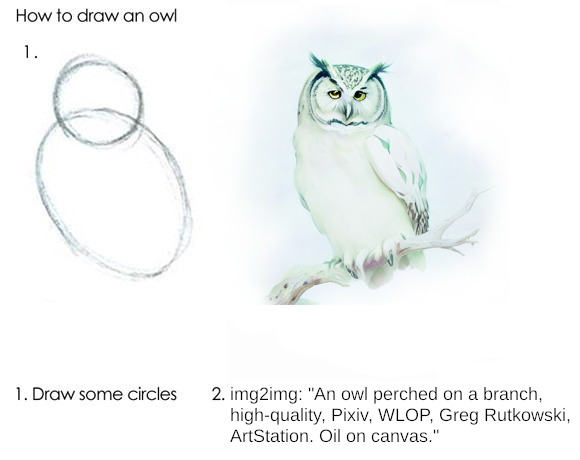 How to draw an owl
1.
1. Draw some circles
2. img2img: "An owl perched on a branch,
high-quality, Pixiv, WLOP, Greg Rutkowski,
ArtStation. Oil on canvas."